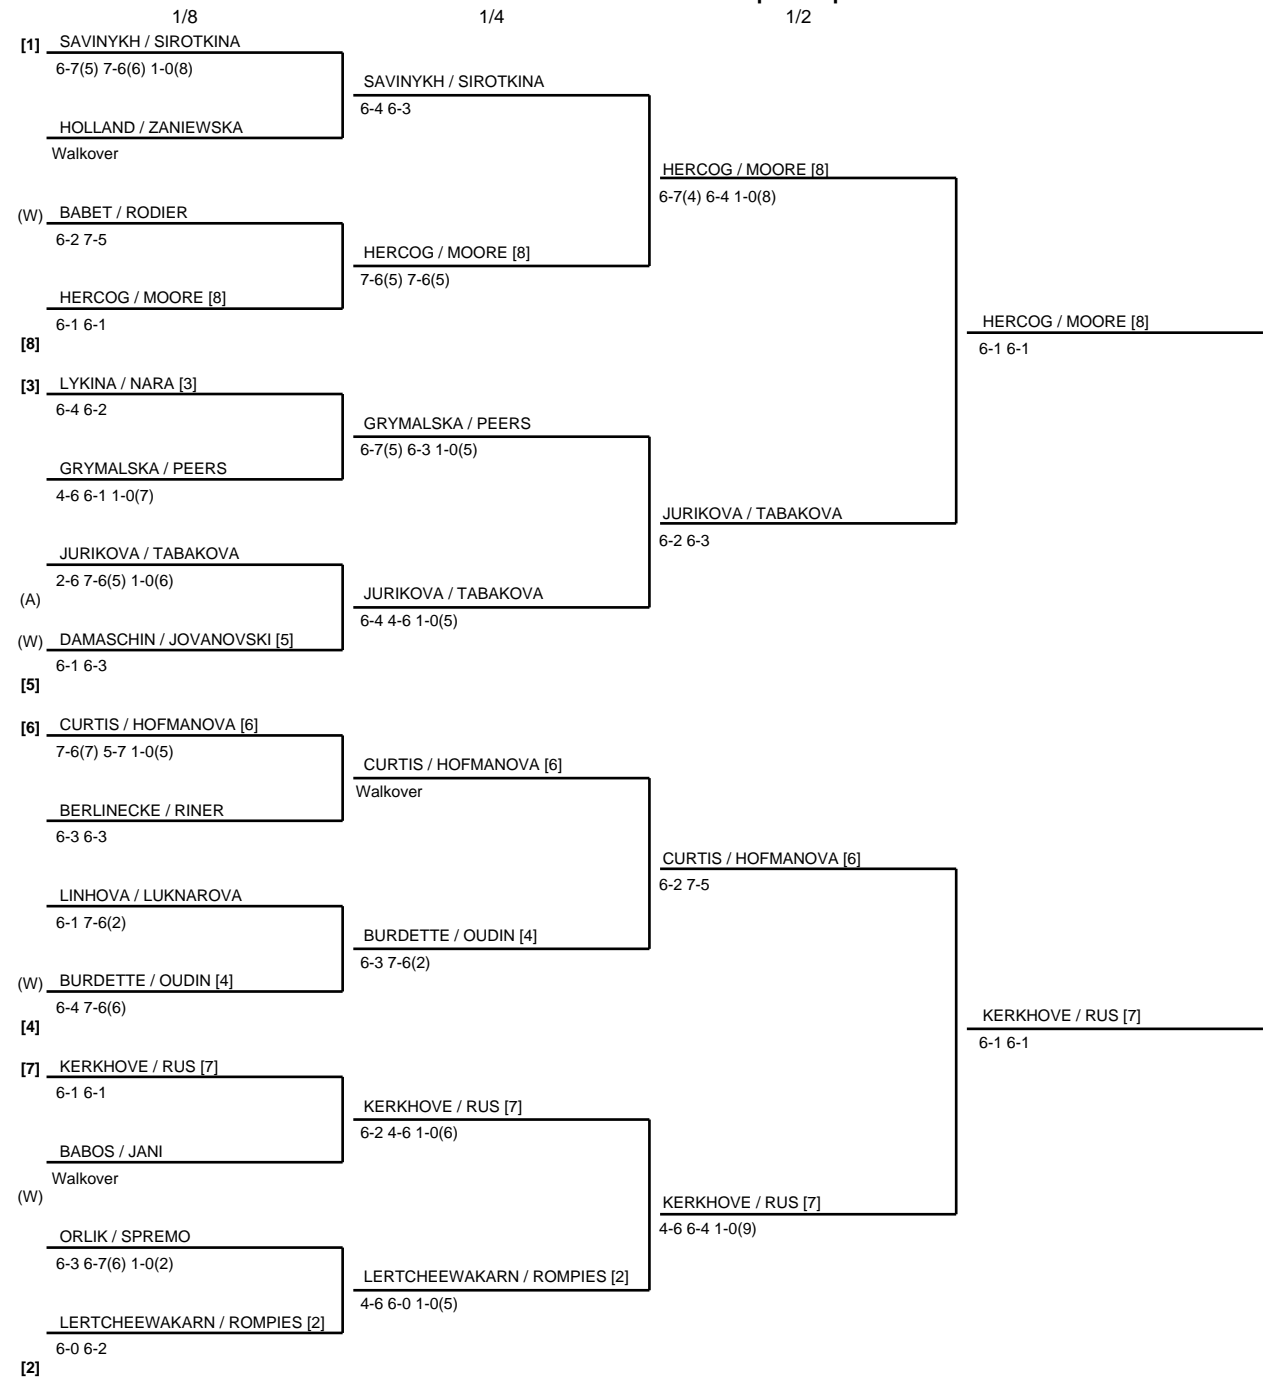 1/8 1/4 1/2
[1] SAVINYKH / SIROTKINA
6-7(5) 7-6(6) 1-0(8)
SAVINYKH / SIROTKINA
6-4 6-3
HOLLAND / ZANIEWSKA
Walkover
HERCOG / MOORE [8]
6-7(4) 6-4 1-0(8)
(W) BABET / RODIER
6-2 7-5
HERCOG / MOORE [8]
7-6(5) 7-6(5)
HERCOG / MOORE [8]
6-1 6-1
[8]
HERCOG / MOORE [8]
6-1 6-1
[3] LYKINA / NARA [3]
6-4 6-2
GRYMALSKA / PEERS
6-7(5) 6-3 1-0(5)
GRYMALSKA / PEERS
4-6 6-1 1-0(7)
JURIKOVA / TABAKOVA
6-2 6-3
JURIKOVA / TABAKOVA
2-6 7-6(5) 1-0(6)
(A)
JURIKOVA / TABAKOVA
6-4 4-6 1-0(5)
(W) DAMASCHIN / JOVANOVSKI [5]
6-1 6-3
[5]
[6] CURTIS / HOFMANOVA [6]
7-6(7) 5-7 1-0(5)
CURTIS / HOFMANOVA [6]
Walkover
BERLINECKE / RINER
6-3 6-3
CURTIS / HOFMANOVA [6]
6-2 7-5
LINHOVA / LUKNAROVA
6-1 7-6(2)
BURDETTE / OUDIN [4]
6-3 7-6(2)
(W) BURDETTE / OUDIN [4]
6-4 7-6(6)
[4]
KERKHOVE / RUS [7]
6-1 6-1
[7] KERKHOVE / RUS [7]
6-1 6-1
KERKHOVE / RUS [7]
6-2 4-6 1-0(6)
BABOS / JANI
Walkover
(W)
KERKHOVE / RUS [7]
4-6 6-4 1-0(9)
ORLIK / SPREMO
6-3 6-7(6) 1-0(2)
LERTCHEEWAKARN / ROMPIES [2]
4-6 6-0 1-0(5)
LERTCHEEWAKARN / ROMPIES [2]
6-0 6-2
[2]